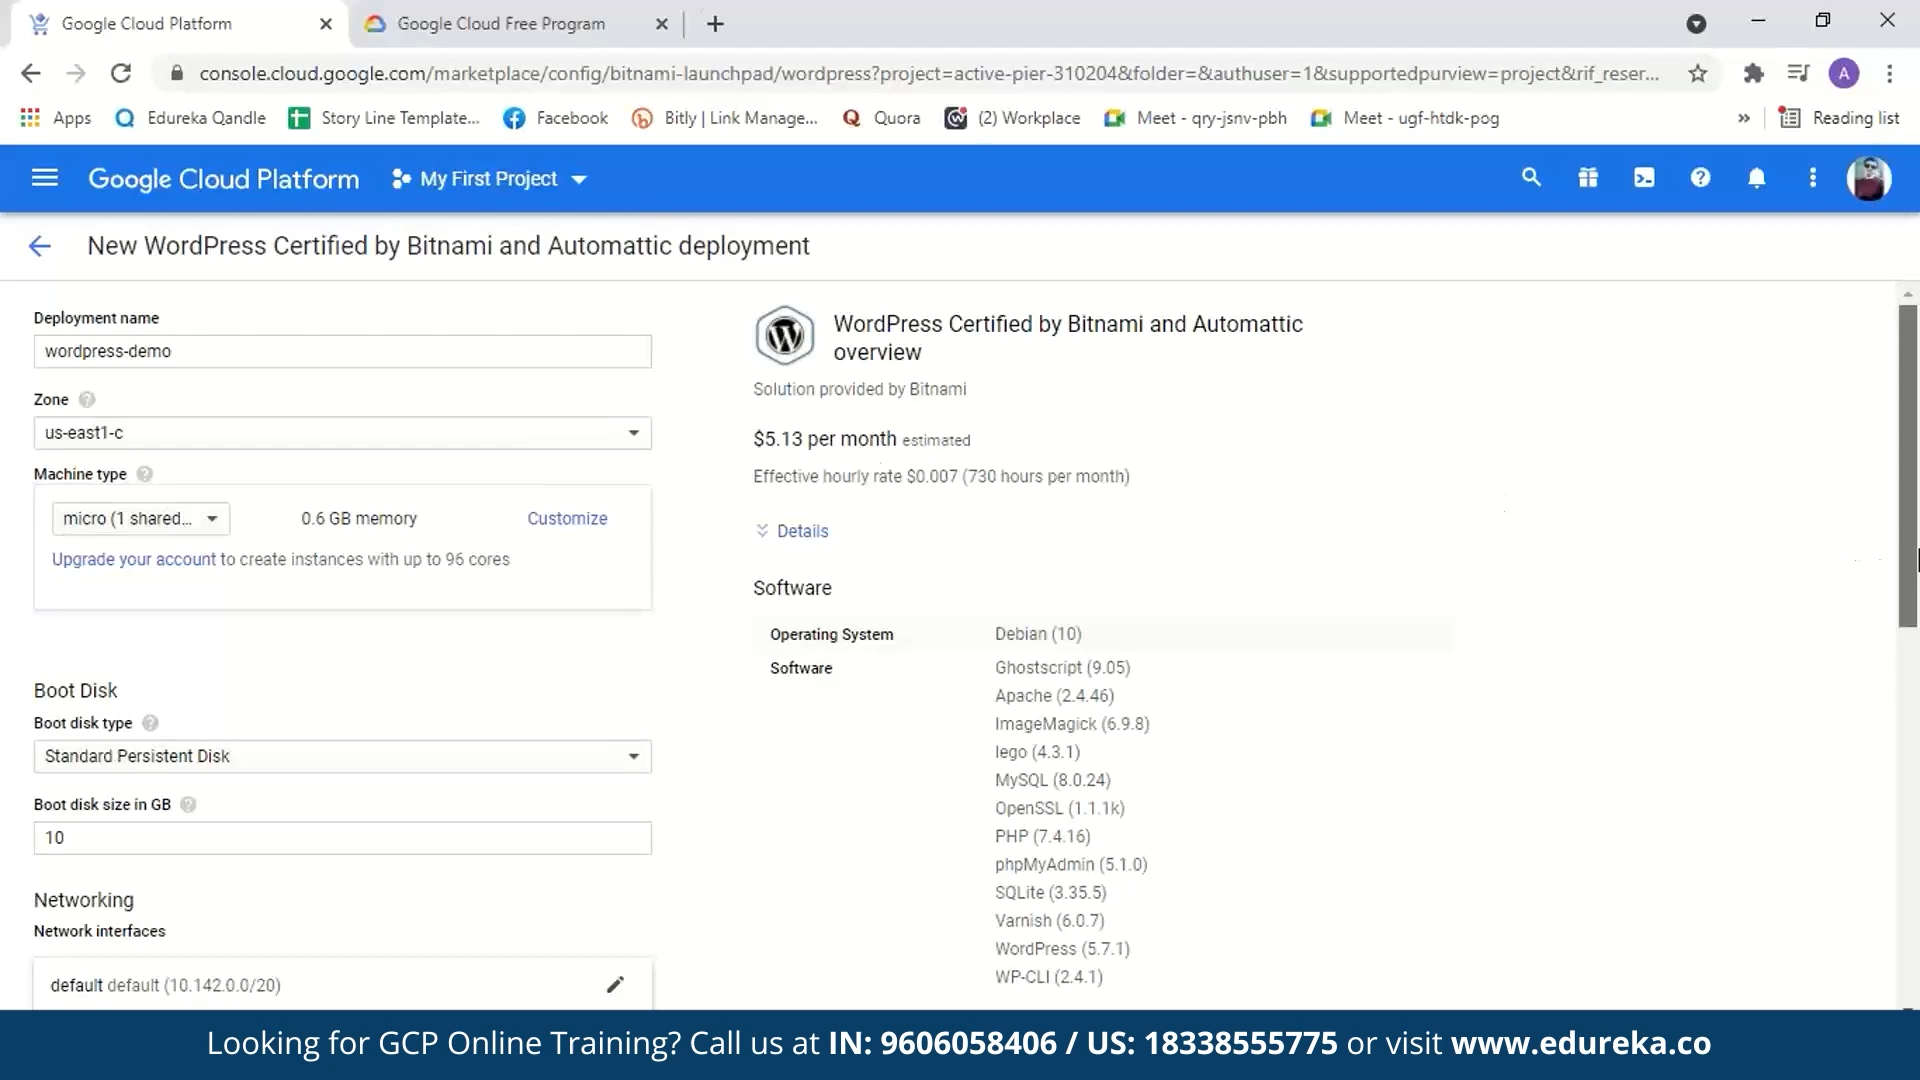 Google Cloud Platform
Google Cloud Free Program
console.cloud.google.com/marketplace/config/bitnami-launchpad/wordpress?project=active-pier-310204&folder=&authuser=1&supportedpurview=project&rif_reser...
A
Apps
Edureka Qandle
Story Line Template...
Facebook
Bitly | Link Manage...
Quora
(2) Workplace
Meet - qry-jsnv-pbh
Meet - ugf-htdk-pog
»
Reading list
Google Cloud Platform
My First Project
New WordPress Certified by Bitnami and Automattic deployment
Deployment name
wordpress-demo
Zone
us-east1-c
Machine type
micro (1 shared...
0.6 GB memory
Customize
Upgrade your account to create instances with up to 96 cores
Boot Disk
Boot disk type
Standard Persistent Disk
Boot disk size in GB
10
Networking
Network interfaces
default default (10.142.0.0/20)
WordPress Certified by Bitnami and Automattic
overview
Solution provided by Bitnami
$5.13 per month estimated
Effective hourly rate $0.007 (730 hours per month)
Details
Software
Operating System
Debian (10)
Software
Ghostscript (9.05)
Apache (2.4.46)
ImageMagick (6.9.8)
lego (4.3.1)
MySQL (8.0.24)
OpenSSL (1.1.1k)
PHP (7.4.16)
phpMyAdmin (5.1.0)
SQLite (3.35.5)
Varnish (6.0.7)
WordPress (5.7.1)
WP-CLI (2.4.1)
Looking for GCP Online Training? Call us at IN: 9606058406 / US: 18338555775 or visit www.edureka.co